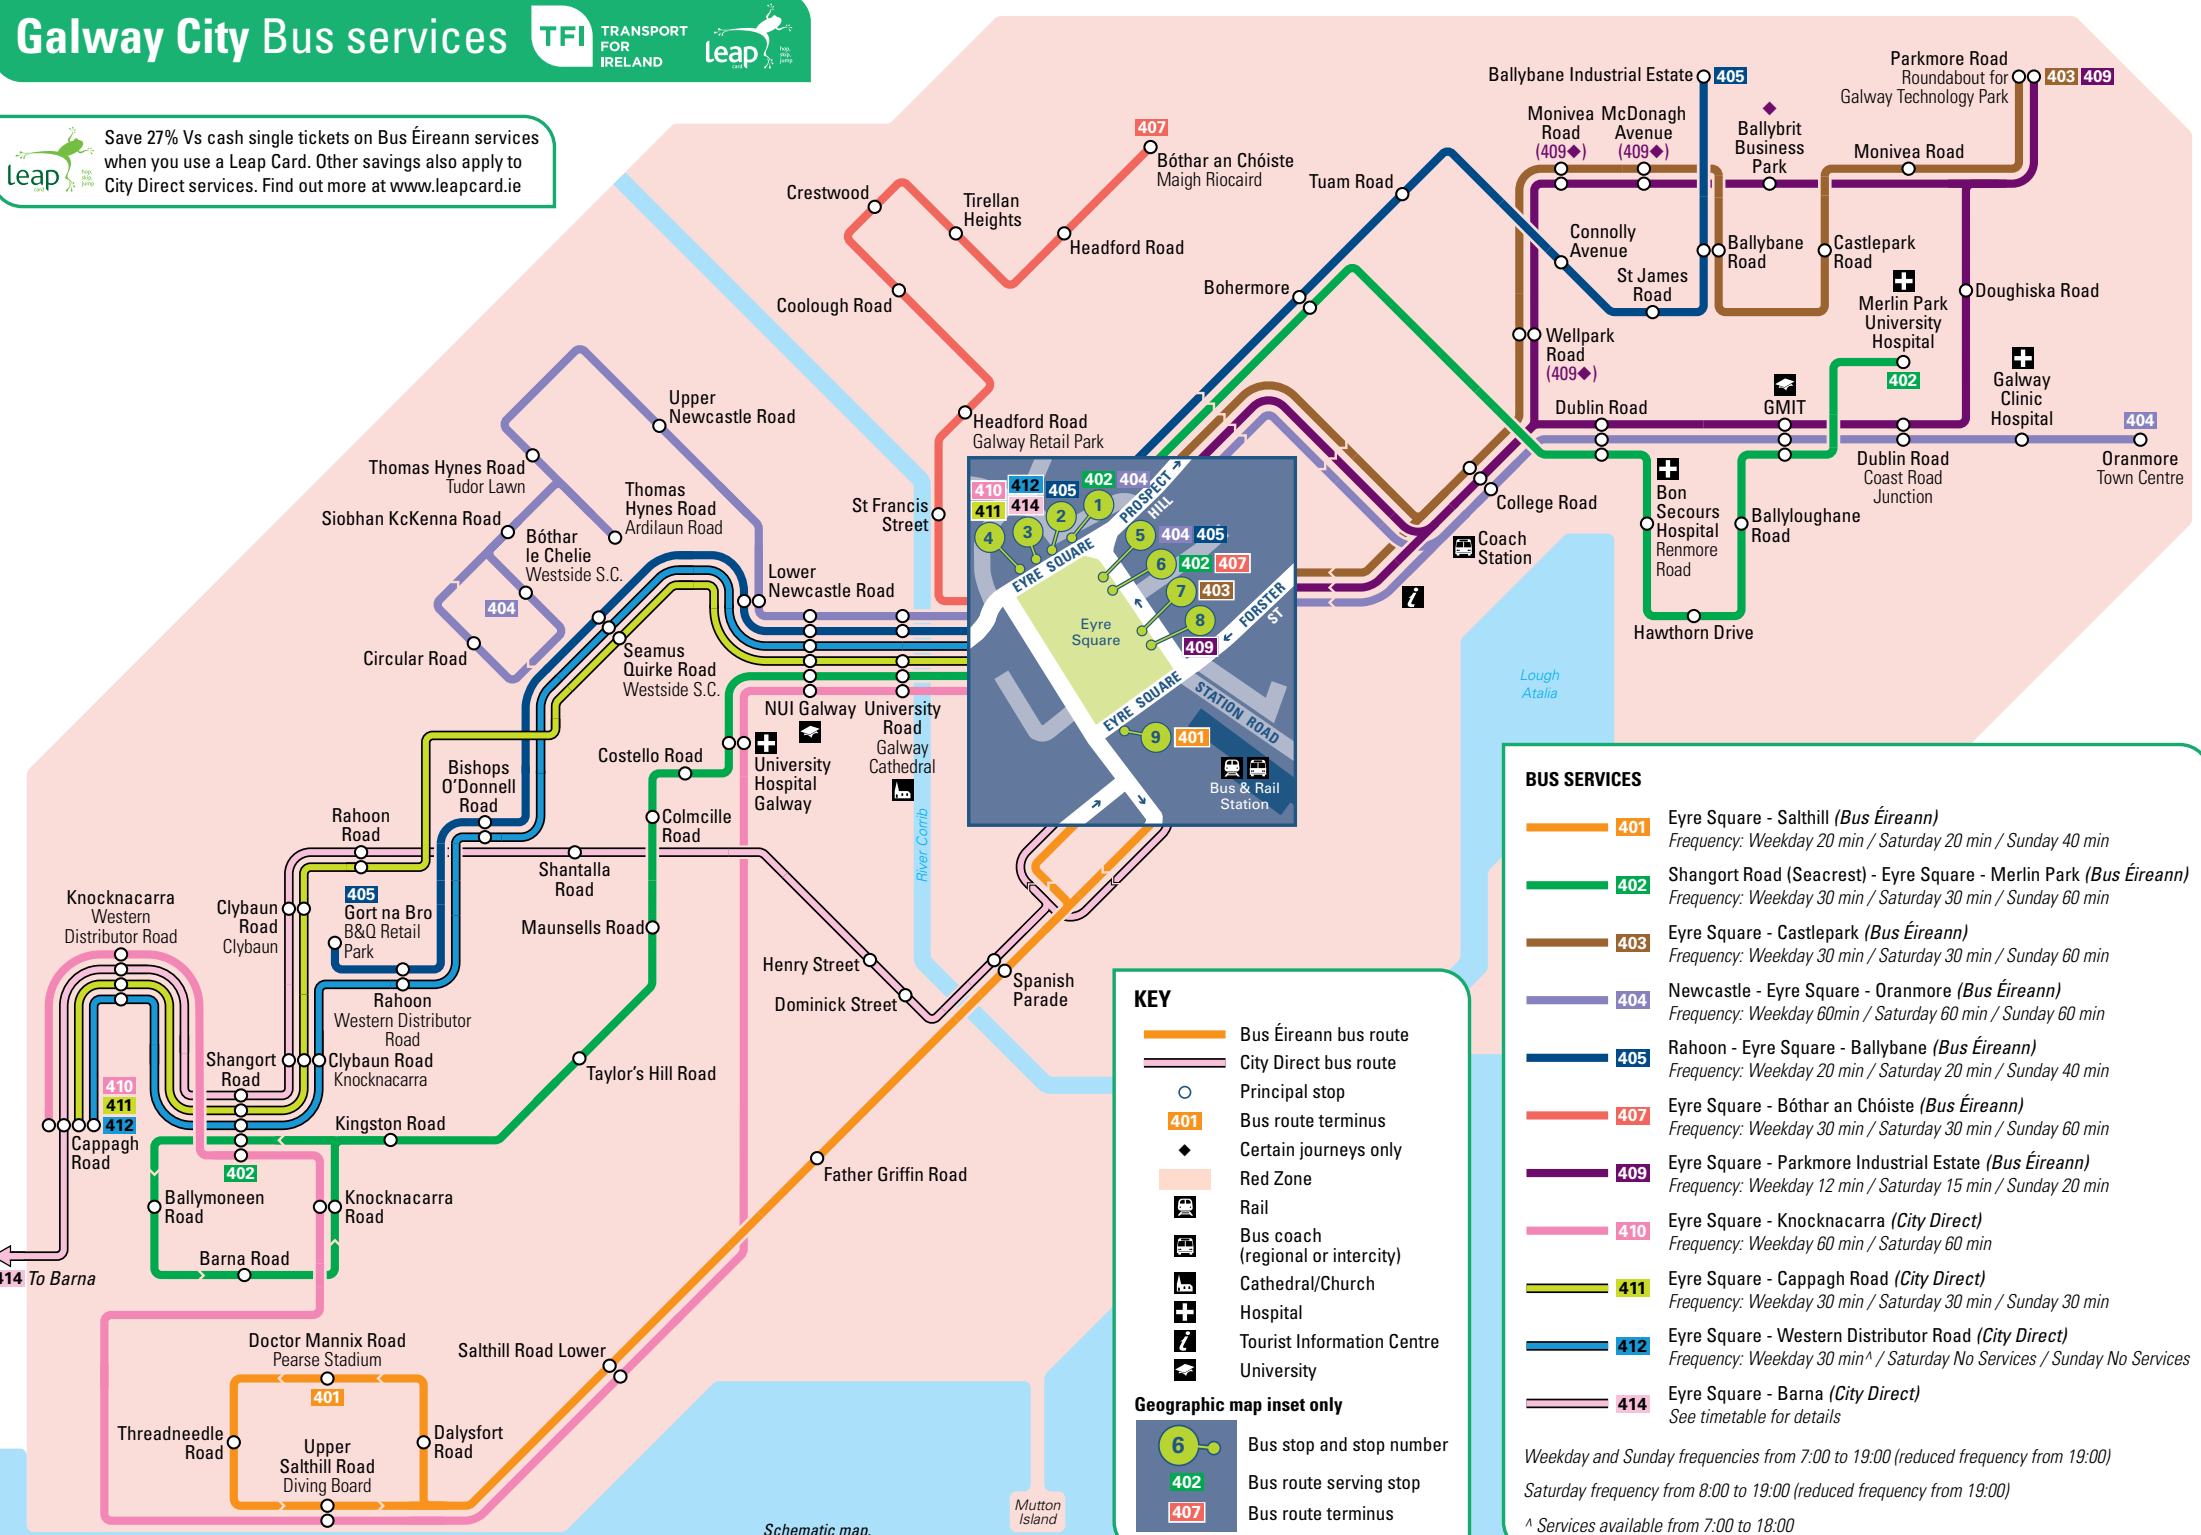 Galway City Bus services
TFI
TRANSPORT
FOR
IRELAND
leap
card
hop,
skip,
jump
Save 27% Vs cash single tickets on Bus Éireann services
when you use a Leap Card. Other savings also apply to
City Direct services. Find out more at www.leapcard.ie
leap
card
hop,
skip,
jump
407
Bóthar an Chóiste
Maigh Riocaird
Crestwood
Tirellan
Heights
Headford Road
Coolough Road
Headford Road
Galway Retail Park
St Francis
Street
Ballybane Industrial Estate
405
Parkmore Road
Roundabout for
Galway Technology Park
403
409
Monivea
Road
(409◆)
McDonagh
Avenue
(409◆)
Ballybrit
Business
Park
Monivea Road
Tuam Road
Connolly
Avenue
St James
Road
Ballybane
Road
Castlepark
Road
Merlin Park
University
Hospital
402
Doughiska Road
Bohermore
Wellpark
Road
(409◆)
Dublin Road
GMIT
Galway
Clinic
Hospital
404
Oranmore
Town Centre
Dublin Road
Coast Road
Junction
College Road
Coach
Station
Bon
Secours
Hospital
Renmore
Road
Ballyloughane
Road
Hawthorn Drive
Lough
Atalia
Upper
Newcastle Road
Thomas Hynes Road
Tudor Lawn
Thomas
Hynes Road
Ardilaun Road
Siobhan KcKenna Road
Bóthar
le Chelie
Westside S.C.
404
Circular Road
Lower
Newcastle Road
Seamus
Quirke Road
Westside S.C.
NUI Galway
University
Road
Galway
Cathedral
University
Hospital
Galway
Costello Road
Colmcille
Road
River Corrib
410
412
405
402
404
411
414
1
2
3
4
PROSPECT
HILL
EYRE SQUARE
5
404
405
6
402
407
7
403
8
409
FORSTER
ST
Eyre
Square
EYRE SQUARE
STATION ROAD
9
401
Bus & Rail
Station
Bishops
O'Donnell
Road
Rahoon
Road
Shantalla
Road
405
Gort na Bro
B&Q Retail
Park
Knocknacarra
Western
Distributor Road
Clybaun
Road
Clybaun
Maunsells Road
Henry Street
Dominick Street
Spanish
Parade
Rahoon
Western Distributor
Road
Shangort
Road
Clybaun Road
Knocknacarra
Taylor's Hill Road
410
411
412
Cappagh
Road
Kingston Road
402
Ballymoneen
Road
Knocknacarra
Road
Barna Road
414 To Barna
Father Griffin Road
Doctor Mannix Road
Pearse Stadium
401
Salthill Road Lower
Threadneedle
Road
Upper
Salthill Road
Diving Board
Dalysfort
Road
Mutton
Island
Schematic map.
KEY
Bus Éireann bus route
City Direct bus route
Principal stop
401
Bus route terminus
Certain journeys only
Red Zone
Rail
Bus coach
(regional or intercity)
Cathedral/Church
Hospital
Tourist Information Centre
University
Geographic map inset only
6
Bus stop and stop number
402
Bus route serving stop
407
Bus route terminus
BUS SERVICES
401
Eyre Square - Salthill (Bus Éireann)
Frequency: Weekday 20 min / Saturday 20 min / Sunday 40 min
402
Shangort Road (Seacrest) - Eyre Square - Merlin Park (Bus Éireann)
Frequency: Weekday 30 min / Saturday 30 min / Sunday 60 min
403
Eyre Square - Castlepark (Bus Éireann)
Frequency: Weekday 30 min / Saturday 30 min / Sunday 60 min
404
Newcastle - Eyre Square - Oranmore (Bus Éireann)
Frequency: Weekday 60min / Saturday 60 min / Sunday 60 min
405
Rahoon - Eyre Square - Ballybane (Bus Éireann)
Frequency: Weekday 20 min / Saturday 20 min / Sunday 40 min
407
Eyre Square - Bóthar an Chóiste (Bus Éireann)
Frequency: Weekday 30 min / Saturday 30 min / Sunday 60 min
409
Eyre Square - Parkmore Industrial Estate (Bus Éireann)
Frequency: Weekday 12 min / Saturday 15 min / Sunday 20 min
410
Eyre Square - Knocknacarra (City Direct)
Frequency: Weekday 60 min / Saturday 60 min
411
Eyre Square - Cappagh Road (City Direct)
Frequency: Weekday 30 min / Saturday 30 min / Sunday 30 min
412
Eyre Square - Western Distributor Road (City Direct)
Frequency: Weekday 30 min^ / Saturday No Services / Sunday No Services
414
Eyre Square - Barna (City Direct)
See timetable for details
Weekday and Sunday frequencies from 7:00 to 19:00 (reduced frequency from 19:00)
Saturday frequency from 8:00 to 19:00 (reduced frequency from 19:00)
^ Services available from 7:00 to 18:00